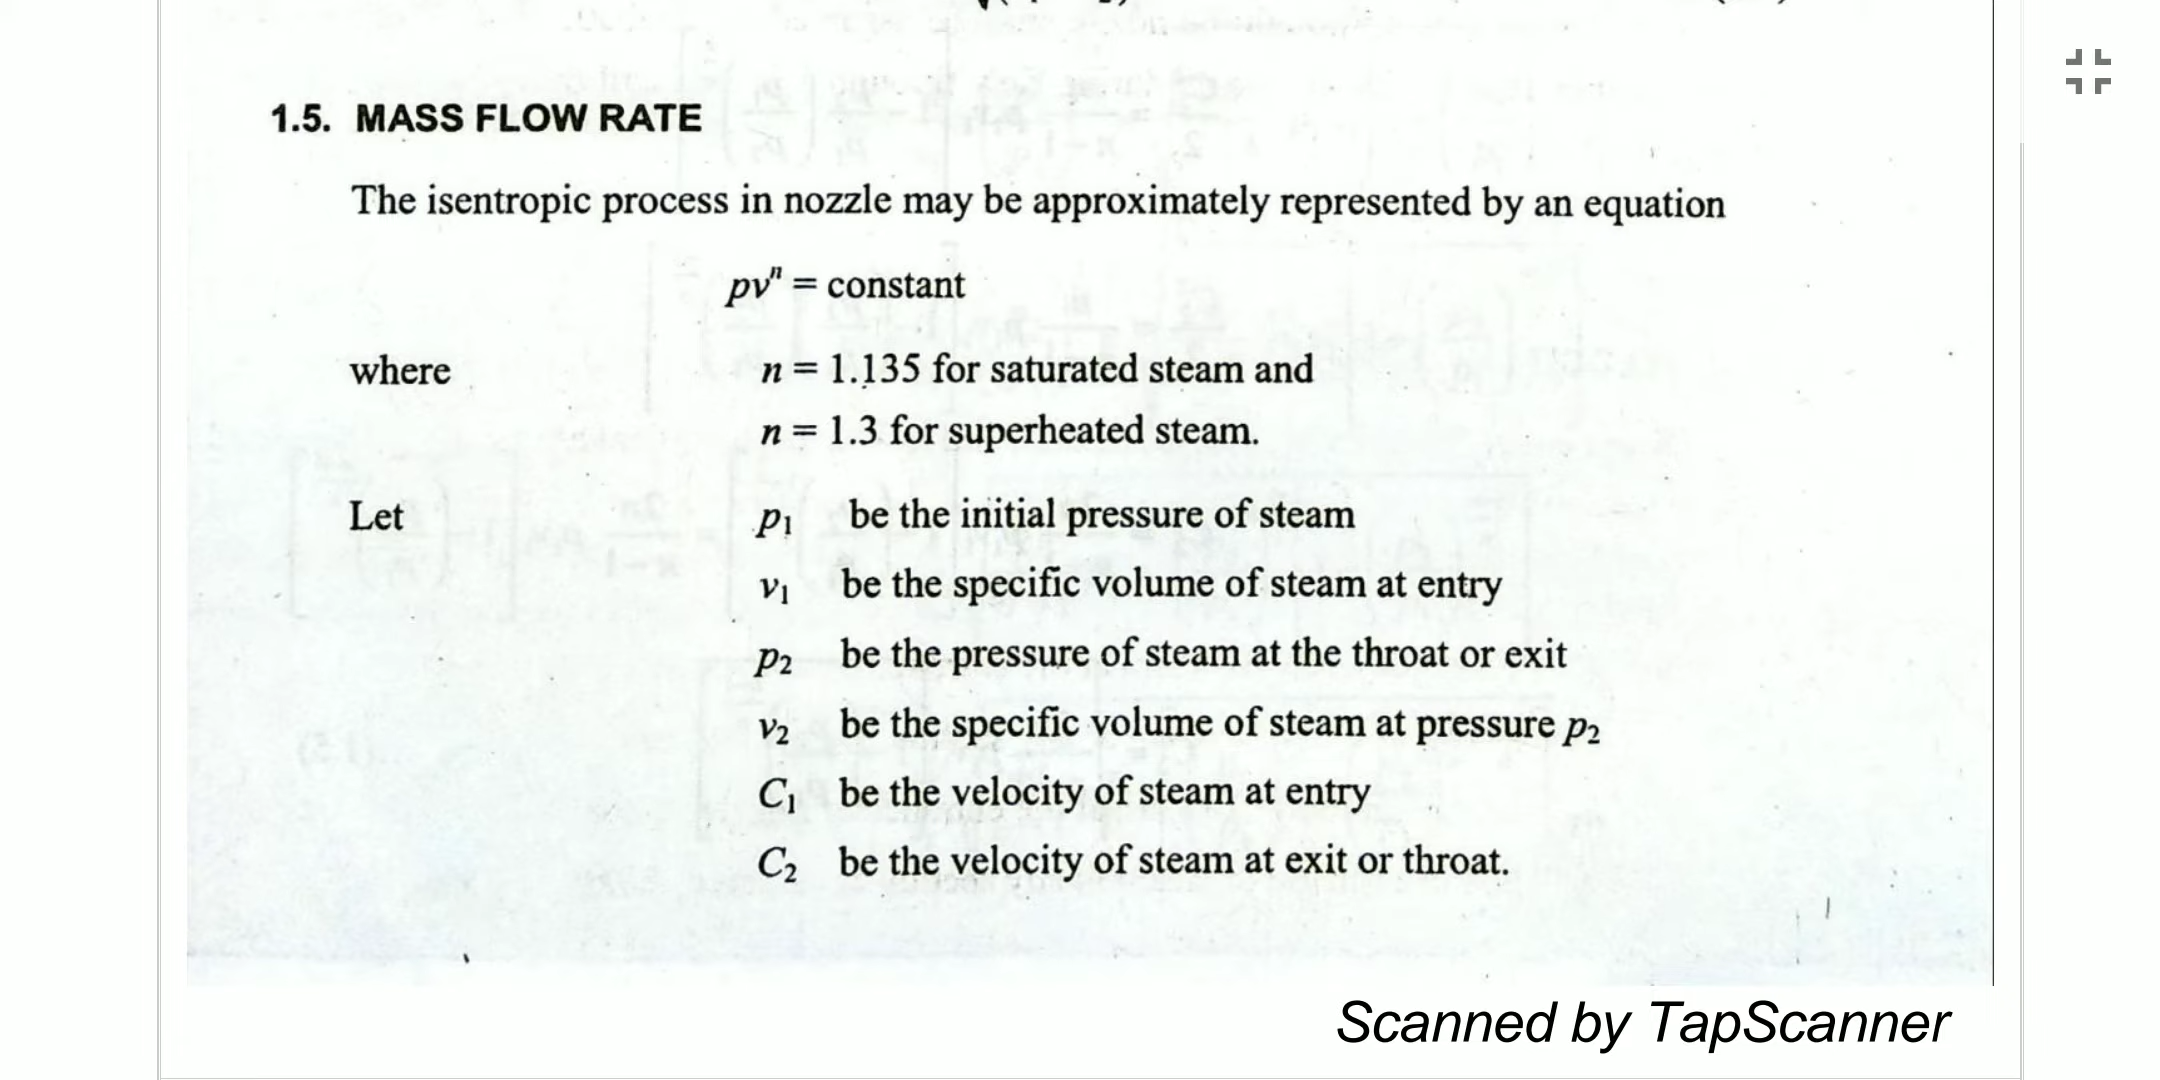 1.5. MASS FLOW RATE
The isentropic process in nozzle may be approximately represented by an equation
pvⁿ = constant
where n = 1.135 for saturated steam and
n = 1.3 for superheated steam.
Let p₁ be the initial pressure of steam
v₁ be the specific volume of steam at entry
p₂ be the pressure of steam at the throat or exit
v₂ be the specific volume of steam at pressure p₂
C₁ be the velocity of steam at entry
C₂ be the velocity of steam at exit or throat.
Scanned by TapScanner